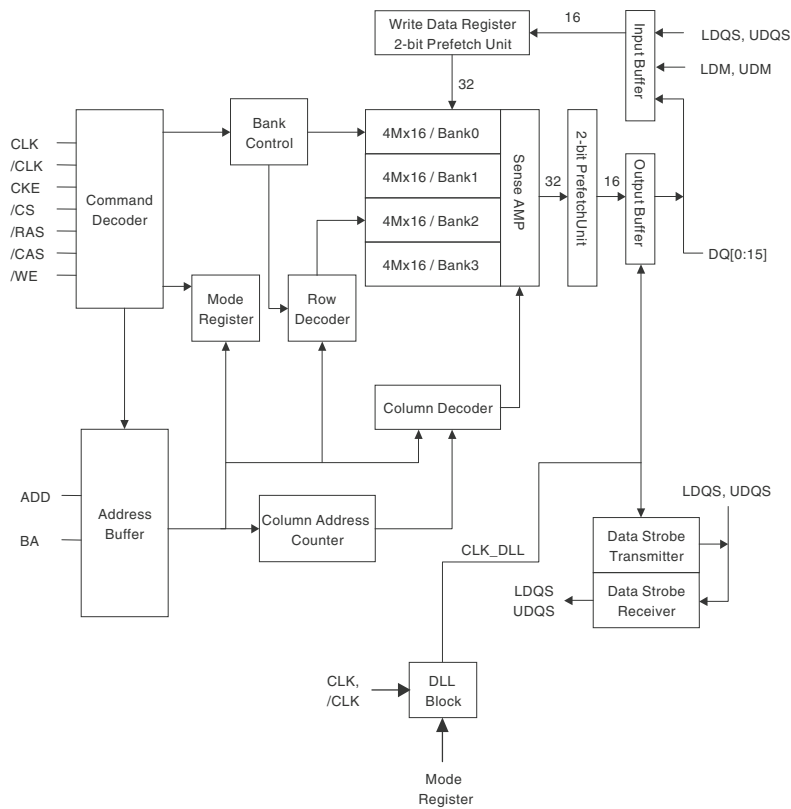 Write Data Register
2-bit Prefetch Unit
16
Input Buffer
LDQS, UDQS
LDM, UDM
32
Bank
Control
4Mx16 / Bank0
4Mx16 / Bank1
4Mx16 / Bank2
4Mx16 / Bank3
Sense AMP
32
2-bit PrefetchUnit
16
Output Buffer
DQ[0:15]
CLK
/CLK
CKE
/CS
/RAS
/CAS
/WE
Command
Decoder
Mode
Register
Row
Decoder
Column Decoder
ADD
BA
Address
Buffer
Column Address
Counter
CLK_DLL
LDQS, UDQS
Data Strobe
Transmitter
Data Strobe
Receiver
LDQS
UDQS
CLK,
/CLK
DLL
Block
Mode
Register